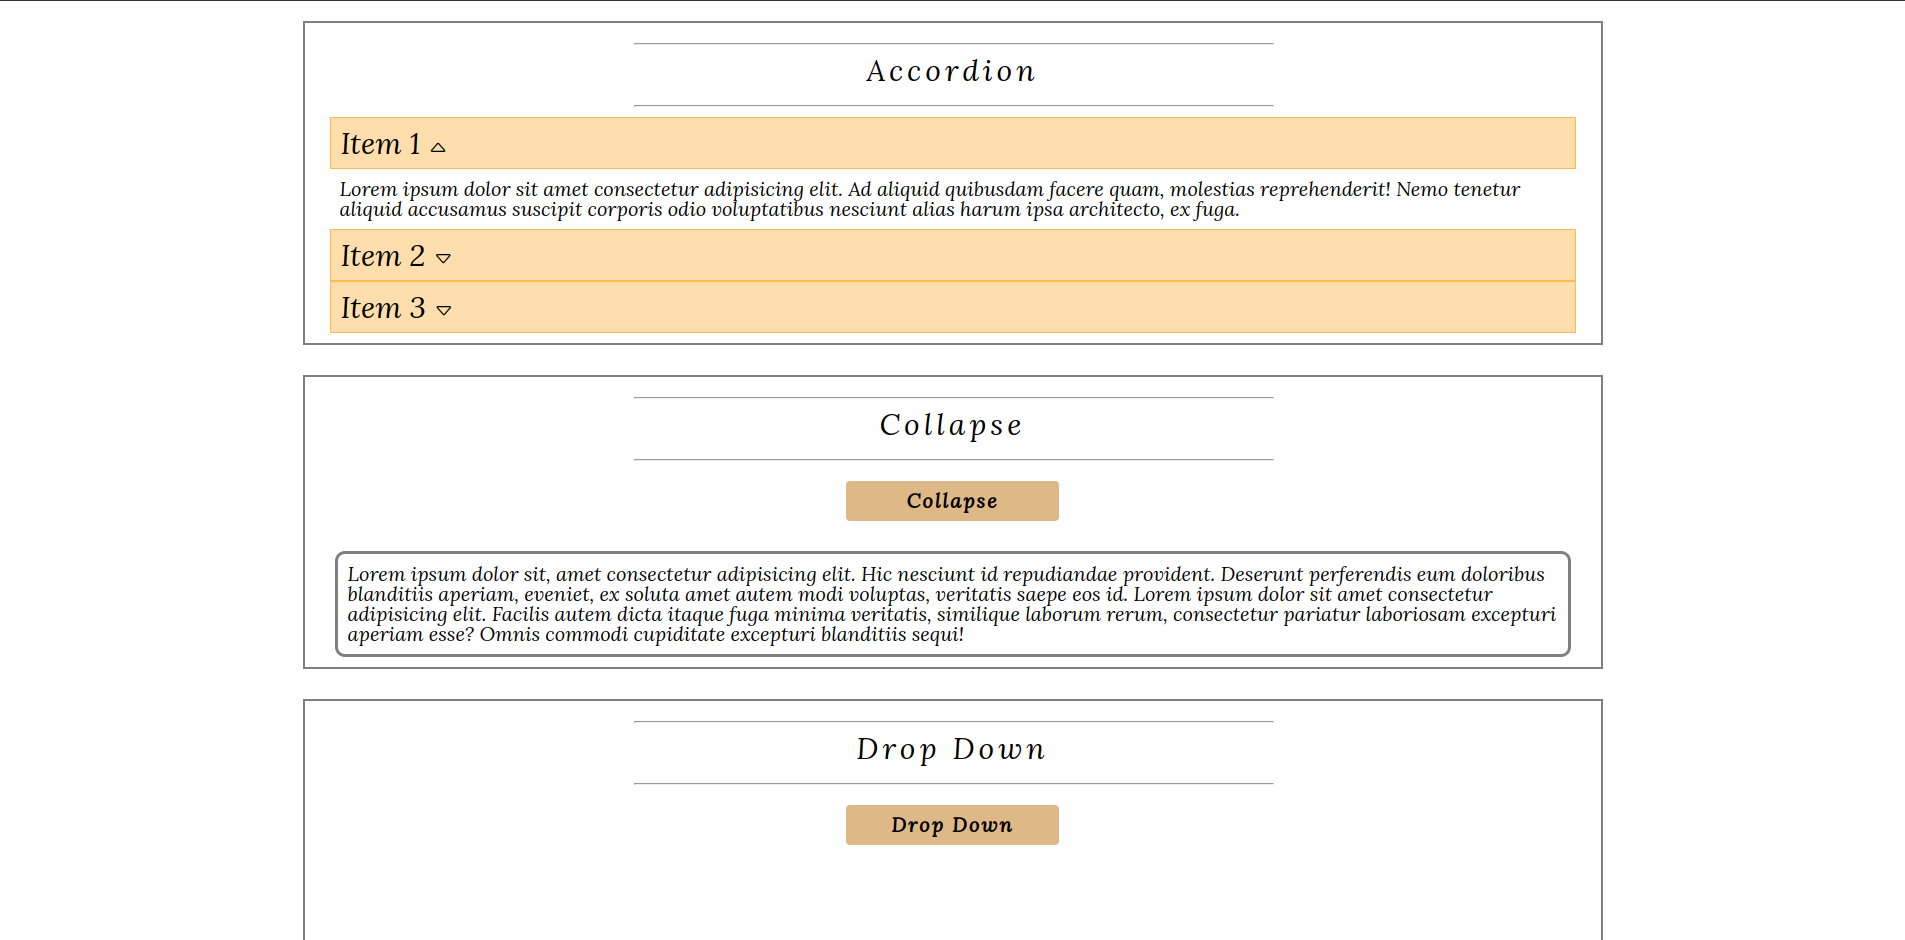 Accordion
Item 1
Lorem ipsum dolor sit amet consectetur adipisicing elit. Ad aliquid quibusdam facere quam, molestias reprehenderit! Nemo tenetur
aliquid accusamus suscipit corporis odio voluptatibus nesciunt alias harum ipsa architecto, ex fuga.
Item 2
Item 3
Collapse
Collapse
Lorem ipsum dolor sit, amet consectetur adipisicing elit. Hic nesciunt id repudiandae provident. Deserunt perferendis eum doloribus
blanditiis aperiam, eveniet, ex soluta amet autem modi voluptas, veritatis saepe eos id. Lorem ipsum dolor sit amet consectetur
adipisicing elit. Facilis autem dicta itaque fuga minima veritatis, similique laborum rerum, consectetur pariatur laboriosam excepturi
aperiam esse? Omnis commodi cupiditate excepturi blanditiis sequi!
Drop Down
Drop Down